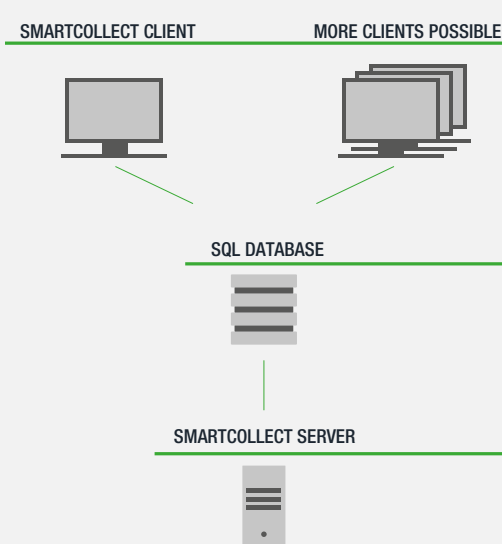 SMARTCOLLECT CLIENT
MORE CLIENTS POSSIBLE
SQL DATABASE
SMARTCOLLECT SERVER